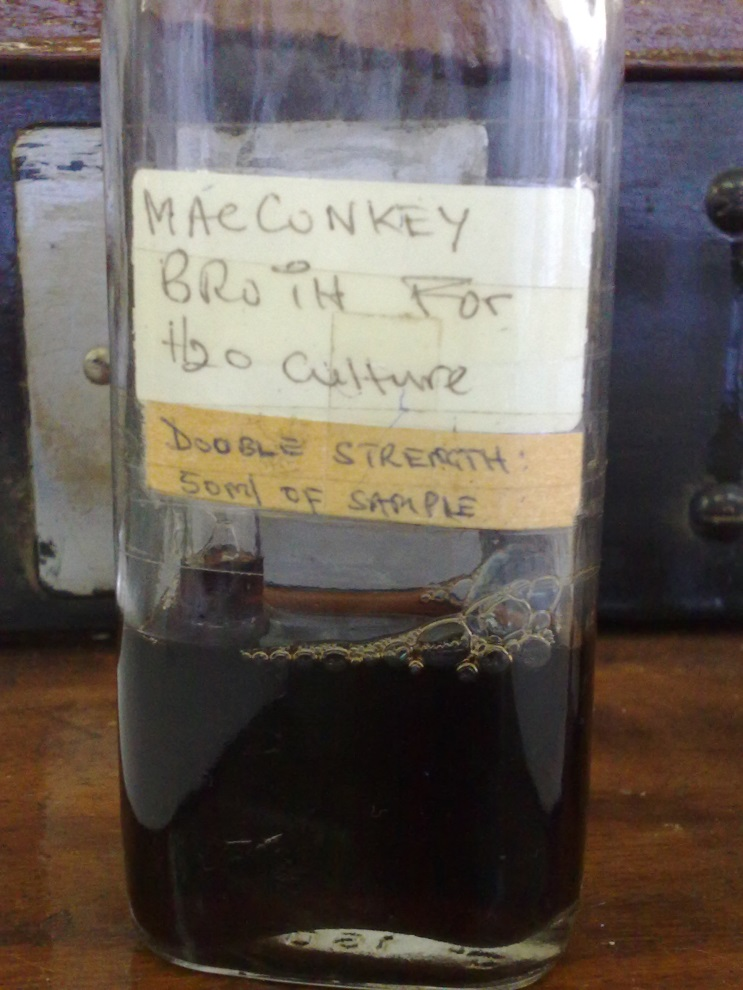 MACCONKEY
BROTH FOR
H2O Culture
DOUBLE STRENGTH:
50ml OF SAMPLE